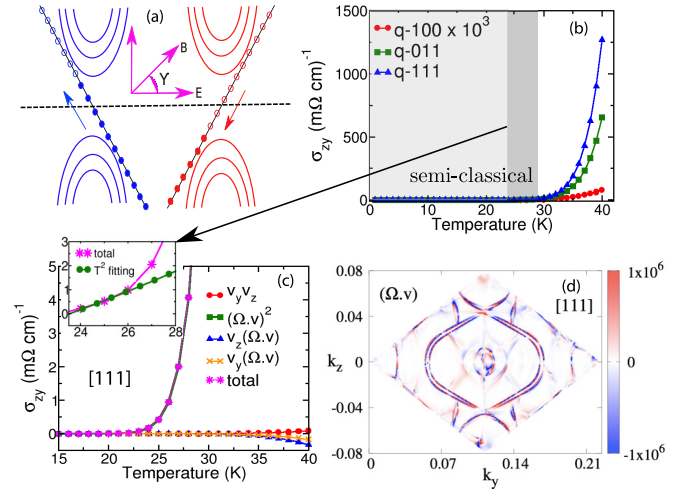 (a)
B
ϒ
E
(b)
σzy (mΩ cm)⁻¹
1500
1250
1000
750
500
250
0
q-100 x 10³
q-011
q-111
semi-classical
0 10 20 30 40
Temperature (K)
(c)
σzy (mΩ cm)⁻¹
5
4
3
2
1
0
-1
3
2
1
0
total
T² fitting
24 26 28
vyvz
(Ω.v)²
vz(Ω.v)
vy(Ω.v)
total
[111]
15 20 25 30 35 40
Temperature (K)
(d)
(Ω.v)
[111]
kz
0.08
0.04
0
-0.04
-0.08
0 0.07 0.14 0.21
ky
1x10⁶
0
-1x10⁶